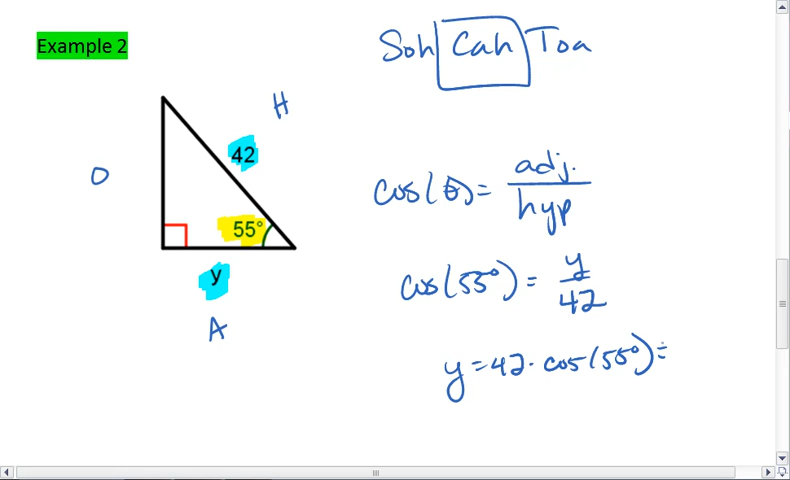 Example 2
Soh Cah Toa
H
42
O
cos(θ) = adj. / hyp
55°
y
cos(55°) = y / 42
A
y = 42 · cos(55°) =